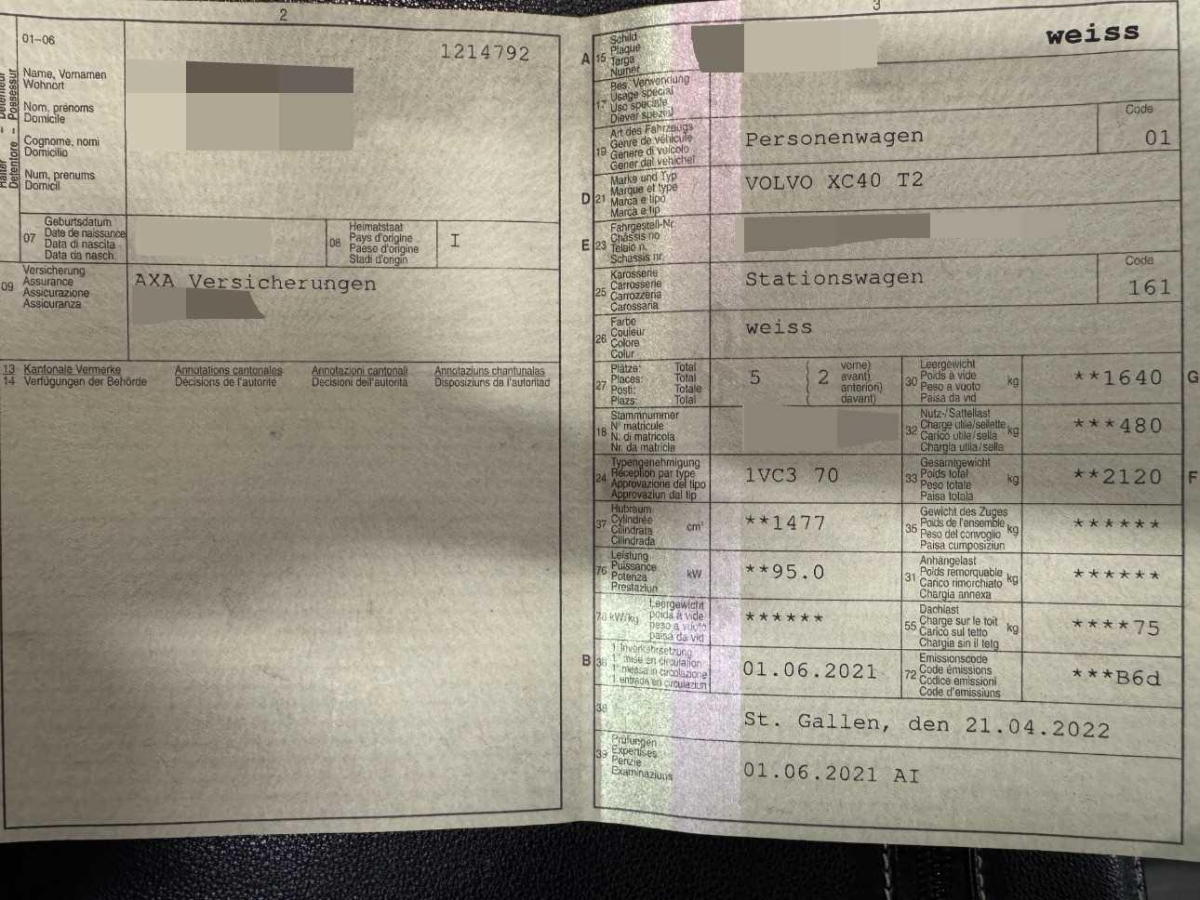 2
01-06
1214792
Name, Vornamen
Wohnort
Nom, prénoms
Domicile
Cognome, nomi
Domicilio
Num, prenums
Domicil
Detentore – Possessur
07
Geburtsdatum
Date de naissance
Data di nascita
Data da nasch.
08
Heimatstaat
Pays d'origine
Paese d'origine
Stadi d'origin
I
09
Versicherung
Assurance
Assicurazione
Assicuranza
AXA Versicherungen
13 Kantonale Vermerke Annotations cantonales Annotazioni cantonali Annotaziuns chantunalas
14 Verfügungen der Behörde Décisions de l'autorité Decisioni dell'autorità Disposiziuns da l'autoritad
3
A 15
Schild
Plaque
Targa
Numer
weiss
17
Bes. Verwendung
Usage spécial
Uso speciale
Diever spezial
19
Art des Fahrzeugs
Genre de véhicule
Genere di veicolo
Gener dal vehichel
Personenwagen
Code
01
D 21
Marke und Typ
Marque et type
Marca e tipo
Marca e tip
VOLVO XC40 T2
E 23
Fahrgestell-Nr.
Châssis no
Telaio n.
Schassis nr.
25
Karosserie
Carrosserie
Carrozzeria
Carossaria
Stationswagen
Code
161
26
Farbe
Couleur
Colore
Colur
weiss
27
Plätze: Total
Places: Total
Posti: Totale
Plazs: Total
5
2
vorne)
avant)
anteriori)
davant)
30
Leergewicht
Poids à vide
Peso a vuoto
Paisa da vid
kg
**1640
G
18
Stammnummer
N° matricule
N. di matricola
Nr. da matricla
32
Nutz-/Sattellast
Charge utile/sellette
Carico utile/sella
Chargia utila/sella
kg
***480
24
Typengenehmigung
Réception par type
Approvazione del tipo
Approvaziun dal tip
1VC3 70
33
Gesamtgewicht
Poids total
Peso totale
Paisa totala
kg
**2120
F
37
Hubraum
Cylindrée
Cilindrata
Cilindrada
cm³
**1477
35
Gewicht des Zuges
Poids de l'ensemble
Peso del convoglio
Paisa cumposiziun
kg
******
76
Leistung
Puissance
Potenza
Prestaziun
kW
**95.0
31
Anhängelast
Poids remorquable
Carico rimorchiato
Chargia annexa
kg
******
78 kW/kg
Leergewicht
poids à vide
peso a vuoto
paisa da vid
******
55
Dachlast
Charge sur le toit
Carico sul tetto
Chargia sin il tetg
kg
****75
B 36
1. Inverkehrsetzung
1re mise en circulation
1a messa in circolazione
1. entrada en circulaziun
01.06.2021
72
Emissionscode
Code émissions
Codice emissioni
Code d'emissiuns
***B6d
38
St. Gallen, den 21.04.2022
39
Prüfungen
Expertises
Perizie
Examinaziuns
01.06.2021 AI